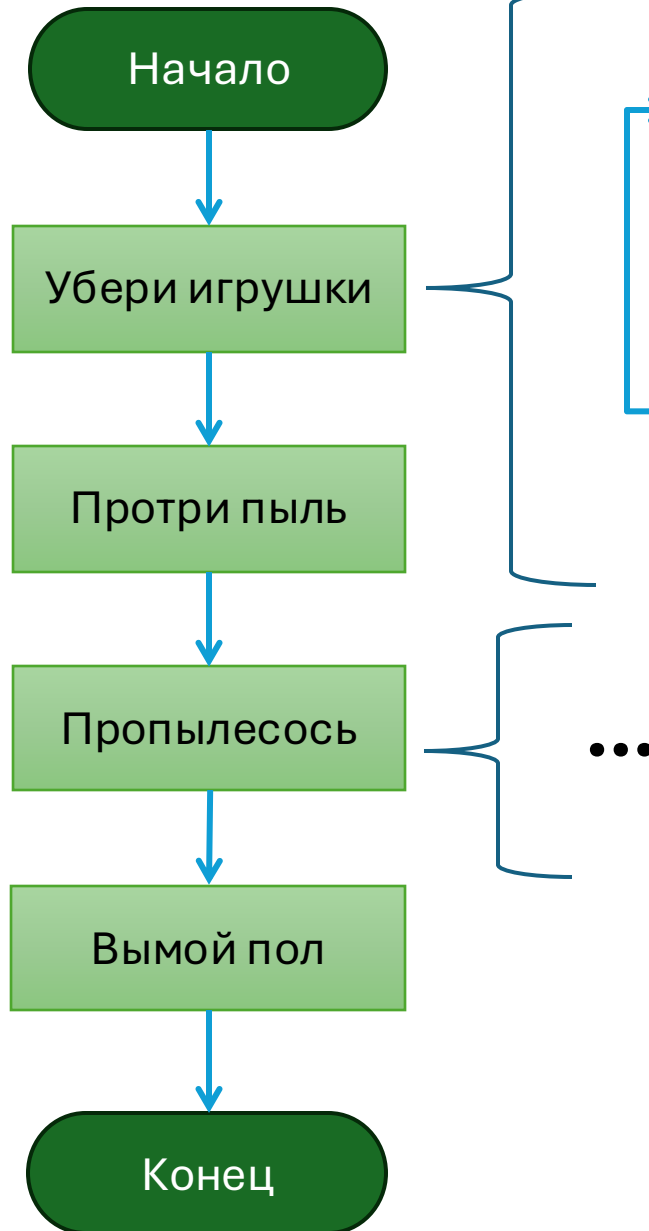 Начало
Убери игрушки
Протри пыль
Пропылесось
...
Вымой пол
Конец